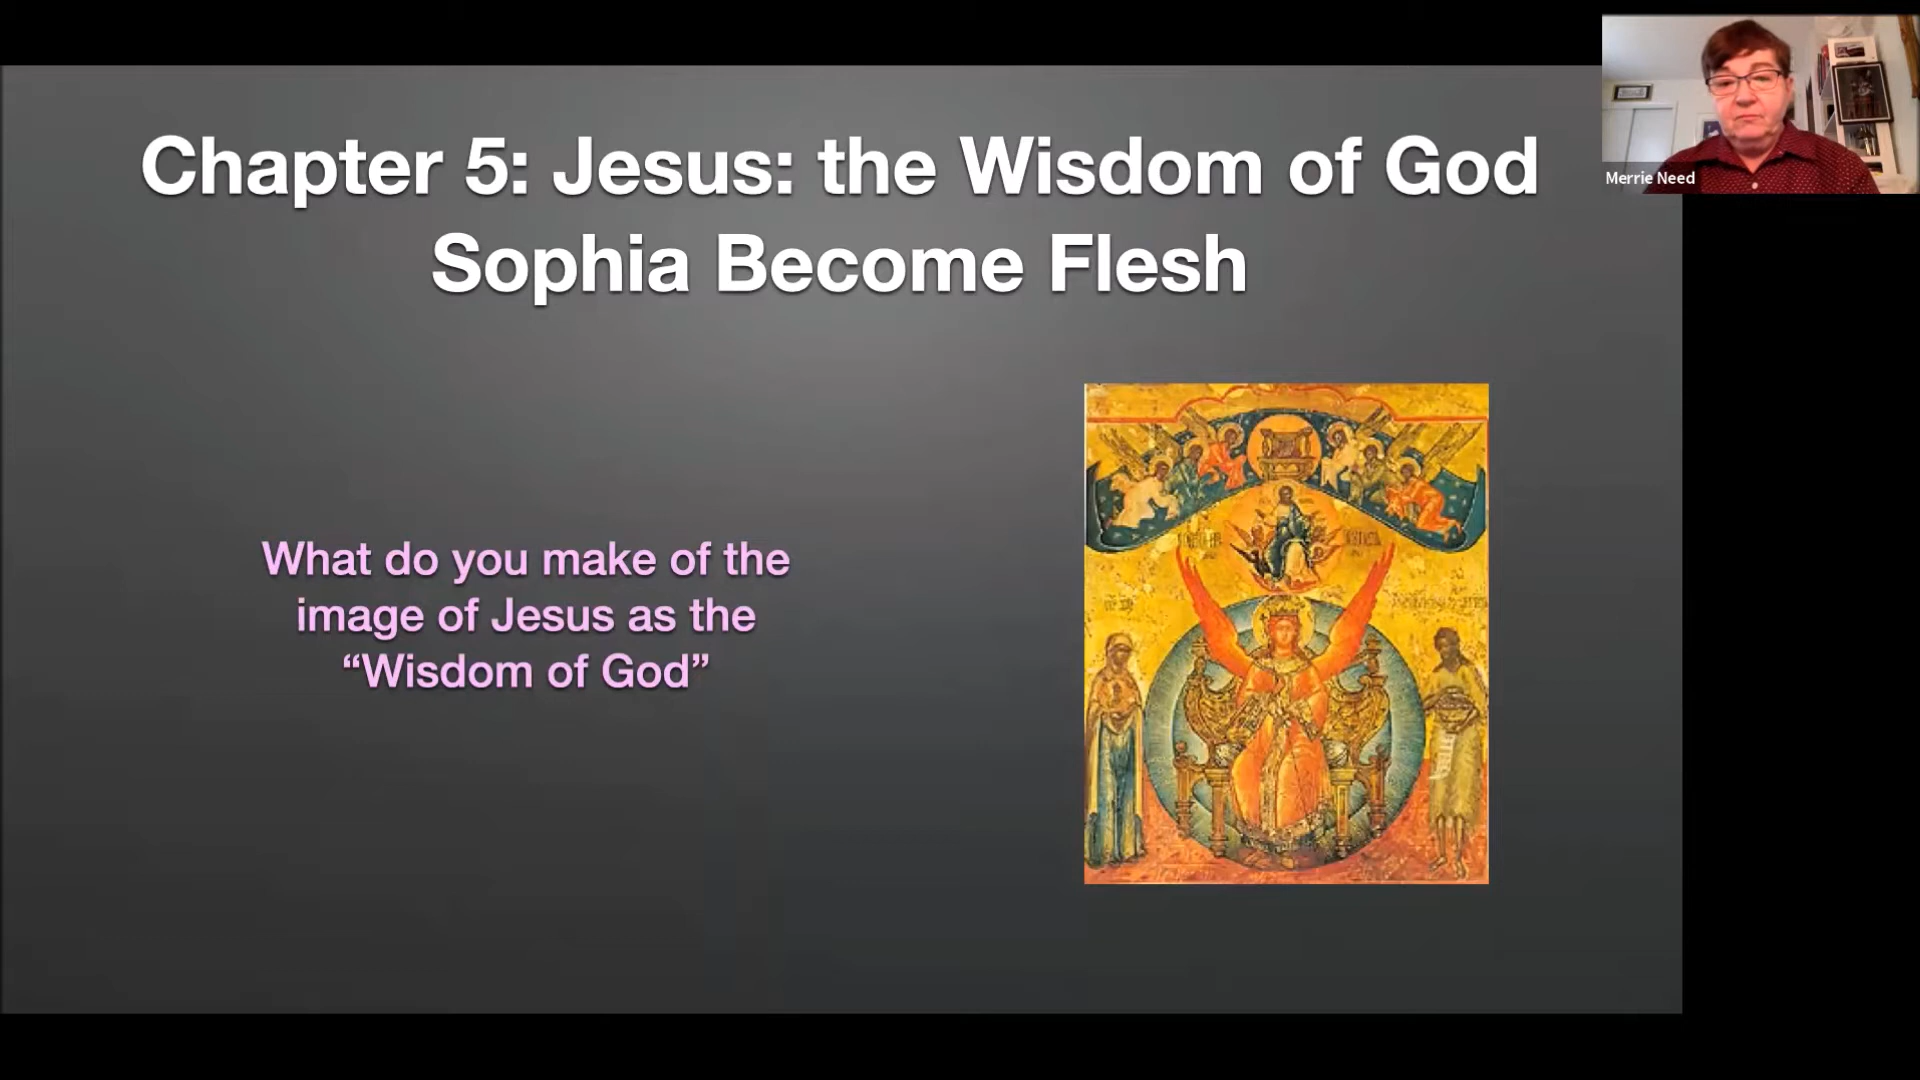 Chapter 5: Jesus: the Wisdom of God
Sophia Become Flesh
Merrie Need
What do you make of the
image of Jesus as the
“Wisdom of God”